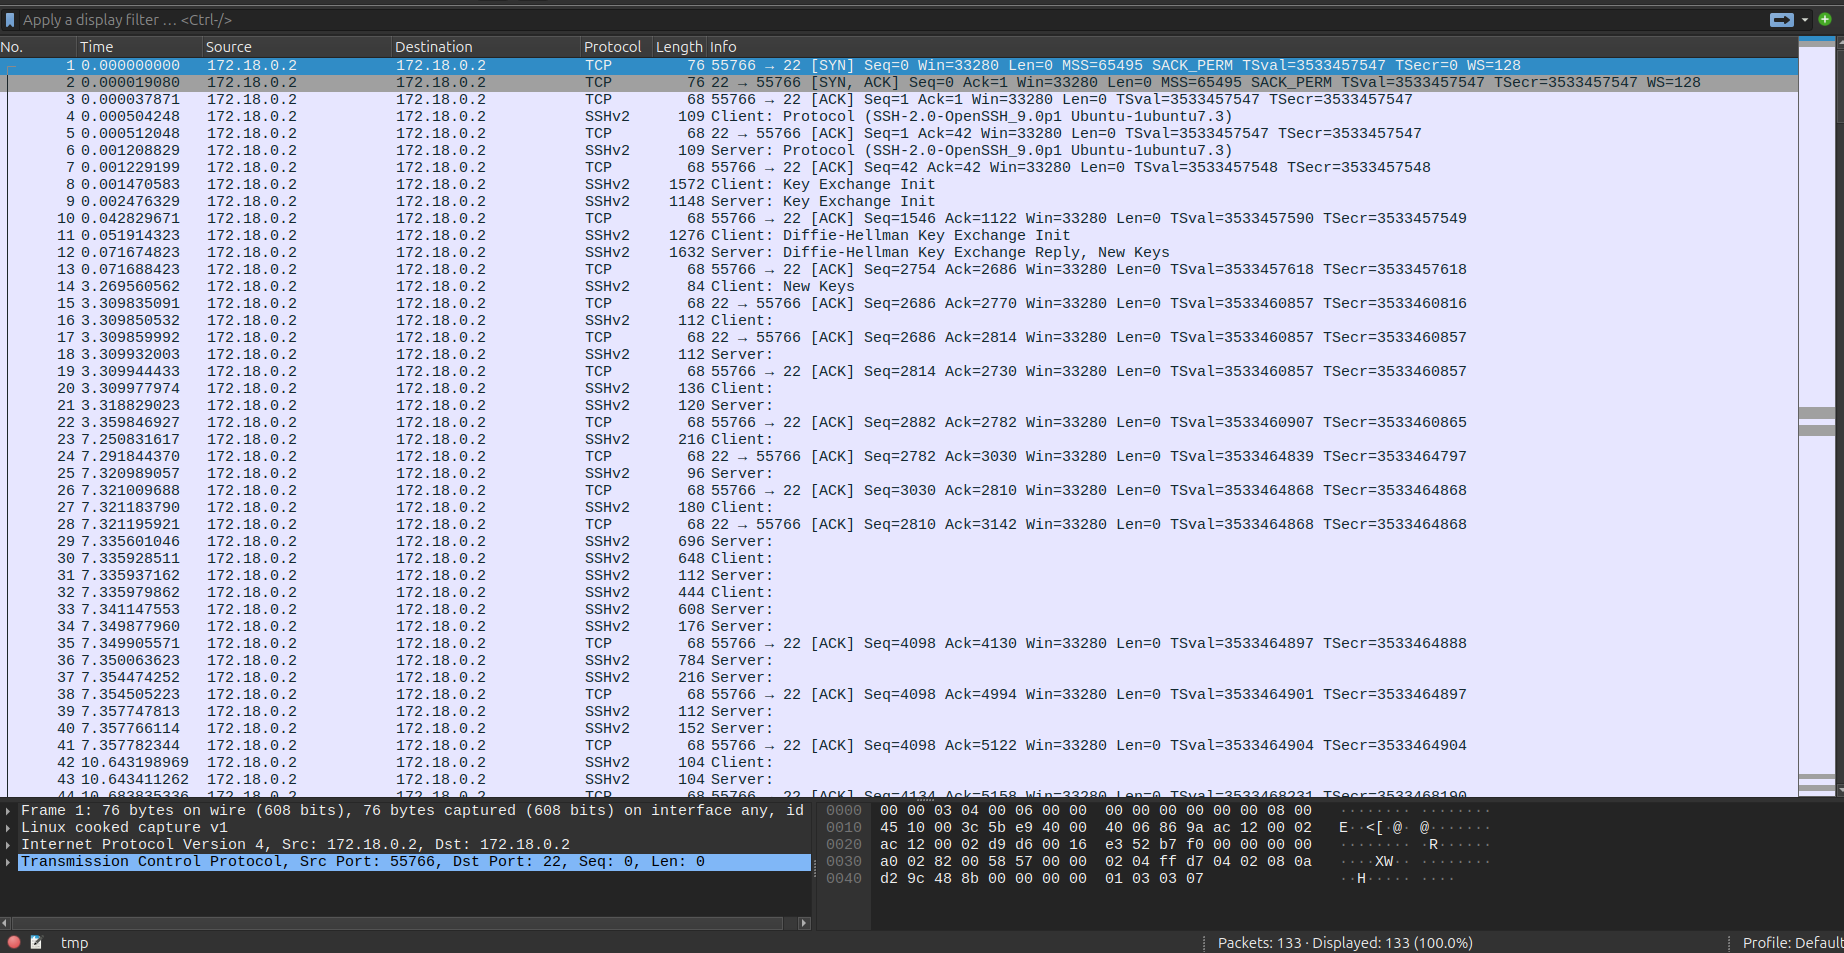 Apply a display filter … <Ctrl-/>
No. Time Source Destination Protocol Length Info
1 0.000000000 172.18.0.2 172.18.0.2 TCP 76 55766 → 22 [SYN] Seq=0 Win=33280 Len=0 MSS=65495 SACK_PERM TSval=3533457547 TSecr=0 WS=128
2 0.000019080 172.18.0.2 172.18.0.2 TCP 76 22 → 55766 [SYN, ACK] Seq=0 Ack=1 Win=33280 Len=0 MSS=65495 SACK_PERM TSval=3533457547 TSecr=3533457547 WS=128
3 0.000037871 172.18.0.2 172.18.0.2 TCP 68 55766 → 22 [ACK] Seq=1 Ack=1 Win=33280 Len=0 TSval=3533457547 TSecr=3533457547
4 0.000504248 172.18.0.2 172.18.0.2 SSHv2 109 Client: Protocol (SSH-2.0-OpenSSH_9.0p1 Ubuntu-1ubuntu7.3)
5 0.000512048 172.18.0.2 172.18.0.2 TCP 68 22 → 55766 [ACK] Seq=1 Ack=42 Win=33280 Len=0 TSval=3533457547 TSecr=3533457547
6 0.001208829 172.18.0.2 172.18.0.2 SSHv2 109 Server: Protocol (SSH-2.0-OpenSSH_9.0p1 Ubuntu-1ubuntu7.3)
7 0.001229199 172.18.0.2 172.18.0.2 TCP 68 55766 → 22 [ACK] Seq=42 Ack=42 Win=33280 Len=0 TSval=3533457548 TSecr=3533457548
8 0.001470583 172.18.0.2 172.18.0.2 SSHv2 1572 Client: Key Exchange Init
9 0.002476329 172.18.0.2 172.18.0.2 SSHv2 1148 Server: Key Exchange Init
10 0.042829671 172.18.0.2 172.18.0.2 TCP 68 55766 → 22 [ACK] Seq=1546 Ack=1122 Win=33280 Len=0 TSval=3533457590 TSecr=3533457549
11 0.051914323 172.18.0.2 172.18.0.2 SSHv2 1276 Client: Diffie-Hellman Key Exchange Init
12 0.071674823 172.18.0.2 172.18.0.2 SSHv2 1632 Server: Diffie-Hellman Key Exchange Reply, New Keys
13 0.071688423 172.18.0.2 172.18.0.2 TCP 68 55766 → 22 [ACK] Seq=2754 Ack=2686 Win=33280 Len=0 TSval=3533457618 TSecr=3533457618
14 3.269560562 172.18.0.2 172.18.0.2 SSHv2 84 Client: New Keys
15 3.309835091 172.18.0.2 172.18.0.2 TCP 68 22 → 55766 [ACK] Seq=2686 Ack=2770 Win=33280 Len=0 TSval=3533460857 TSecr=3533460816
16 3.309850532 172.18.0.2 172.18.0.2 SSHv2 112 Client:
17 3.309859992 172.18.0.2 172.18.0.2 TCP 68 22 → 55766 [ACK] Seq=2686 Ack=2814 Win=33280 Len=0 TSval=3533460857 TSecr=3533460857
18 3.309932003 172.18.0.2 172.18.0.2 SSHv2 112 Server:
19 3.309944433 172.18.0.2 172.18.0.2 TCP 68 55766 → 22 [ACK] Seq=2814 Ack=2730 Win=33280 Len=0 TSval=3533460857 TSecr=3533460857
20 3.309977974 172.18.0.2 172.18.0.2 SSHv2 136 Client:
21 3.318829023 172.18.0.2 172.18.0.2 SSHv2 120 Server:
22 3.359846927 172.18.0.2 172.18.0.2 TCP 68 55766 → 22 [ACK] Seq=2882 Ack=2782 Win=33280 Len=0 TSval=3533460907 TSecr=3533460865
23 7.250831617 172.18.0.2 172.18.0.2 SSHv2 216 Client:
24 7.291844370 172.18.0.2 172.18.0.2 TCP 68 22 → 55766 [ACK] Seq=2782 Ack=3030 Win=33280 Len=0 TSval=3533464839 TSecr=3533464797
25 7.320989057 172.18.0.2 172.18.0.2 SSHv2 96 Server:
26 7.321009688 172.18.0.2 172.18.0.2 TCP 68 55766 → 22 [ACK] Seq=3030 Ack=2810 Win=33280 Len=0 TSval=3533464868 TSecr=3533464868
27 7.321183790 172.18.0.2 172.18.0.2 SSHv2 180 Client:
28 7.321195921 172.18.0.2 172.18.0.2 TCP 68 22 → 55766 [ACK] Seq=2810 Ack=3142 Win=33280 Len=0 TSval=3533464868 TSecr=3533464868
29 7.335601046 172.18.0.2 172.18.0.2 SSHv2 696 Server:
30 7.335928511 172.18.0.2 172.18.0.2 SSHv2 648 Client:
31 7.335937162 172.18.0.2 172.18.0.2 SSHv2 112 Server:
32 7.335979862 172.18.0.2 172.18.0.2 SSHv2 444 Client:
33 7.341147553 172.18.0.2 172.18.0.2 SSHv2 608 Server:
34 7.349877960 172.18.0.2 172.18.0.2 SSHv2 176 Server:
35 7.349905571 172.18.0.2 172.18.0.2 TCP 68 55766 → 22 [ACK] Seq=4098 Ack=4130 Win=33280 Len=0 TSval=3533464897 TSecr=3533464888
36 7.350063623 172.18.0.2 172.18.0.2 SSHv2 784 Server:
37 7.354474252 172.18.0.2 172.18.0.2 SSHv2 216 Server:
38 7.354505223 172.18.0.2 172.18.0.2 TCP 68 55766 → 22 [ACK] Seq=4098 Ack=4994 Win=33280 Len=0 TSval=3533464901 TSecr=3533464897
39 7.357747813 172.18.0.2 172.18.0.2 SSHv2 112 Server:
40 7.357766114 172.18.0.2 172.18.0.2 SSHv2 152 Server:
41 7.357782344 172.18.0.2 172.18.0.2 TCP 68 55766 → 22 [ACK] Seq=4098 Ack=5122 Win=33280 Len=0 TSval=3533464904 TSecr=3533464904
42 10.643198969 172.18.0.2 172.18.0.2 SSHv2 104 Client:
43 10.643411262 172.18.0.2 172.18.0.2 SSHv2 104 Server:
44 10.683835336 172.18.0.2 172.18.0.2 TCP 68 55766 → 22 [ACK] Seq=4134 Ack=5158 Win=33280 Len=0 TSval=3533468231 TSecr=3533468190
Frame 1: 76 bytes on wire (608 bits), 76 bytes captured (608 bits) on interface any, id
Linux cooked capture v1
Internet Protocol Version 4, Src: 172.18.0.2, Dst: 172.18.0.2
Transmission Control Protocol, Src Port: 55766, Dst Port: 22, Seq: 0, Len: 0
0000 00 00 03 04 00 06 00 00 00 00 00 00 00 00 08 00 ········ ········
0010 45 10 00 3c 5b e9 40 00 40 06 86 9a ac 12 00 02 E··<[·@· @·······
0020 ac 12 00 02 d9 d6 00 16 e3 52 b7 f0 00 00 00 00 ········ ·R······
0030 a0 02 82 00 58 57 00 00 02 04 ff d7 04 02 08 0a ····XW·· ········
0040 d2 9c 48 8b 00 00 00 00 01 03 03 07 ··H····· ····
tmp
Packets: 133 · Displayed: 133 (100.0%)
Profile: Default